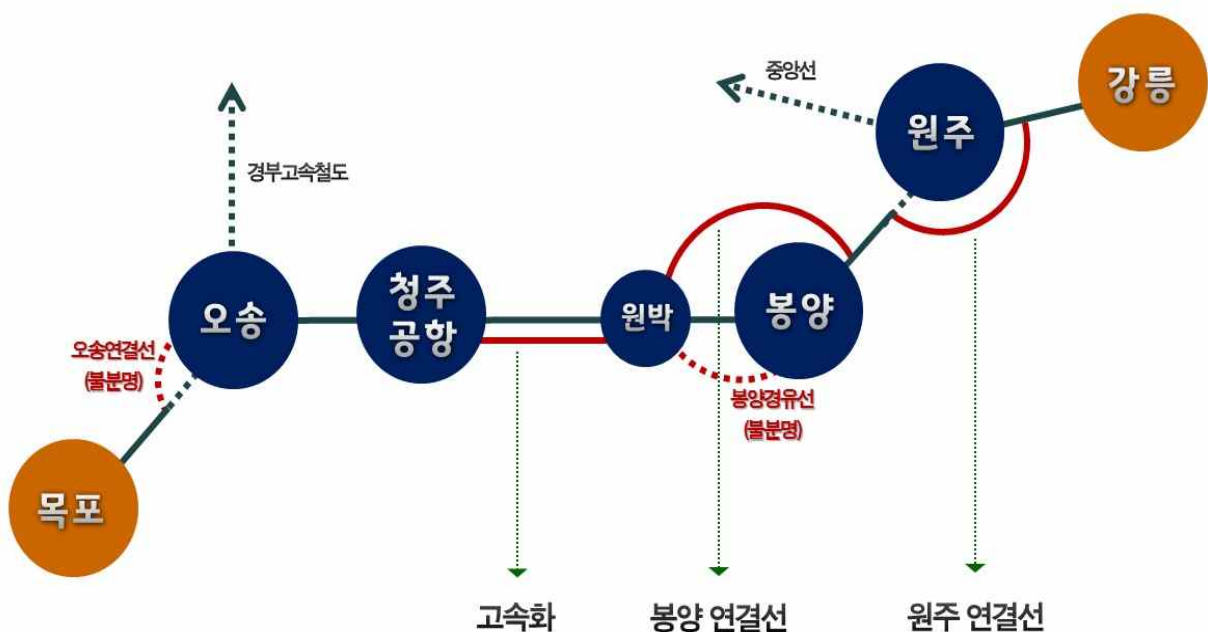 강릉
중앙선
원주
경부고속철도
청주
공항
오송
원박
봉양
오송연결선
(불분명)
봉양경유선
(불분명)
목포
고속화
봉양 연결선
원주 연결선